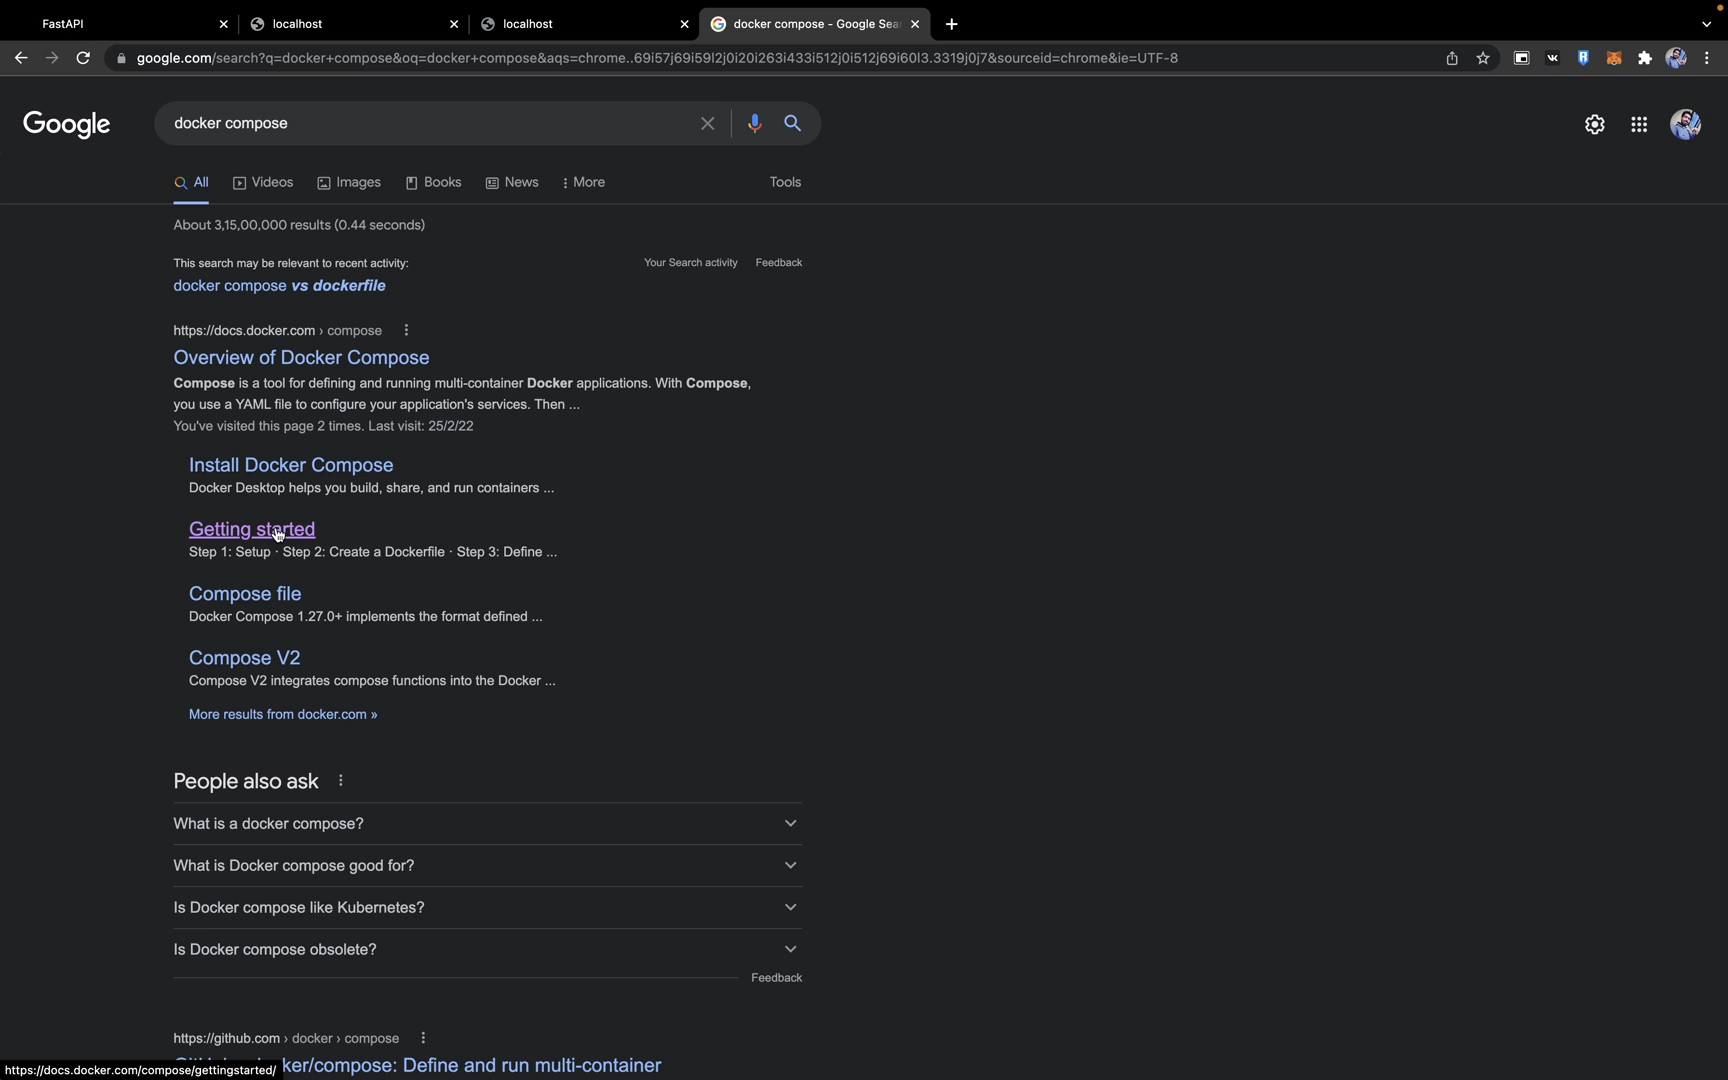 FastAPI
localhost
localhost
docker compose - Google Sea
google.com/search?q=docker+compose&oq=docker+compose&aqs=chrome..69i57j69i59l2j0i20i263i433i512j0i512j69i60l3.3319j0j7&sourceid=chrome&ie=UTF-8
Google
docker compose
All
Videos
Images
Books
News
More
Tools
About 3,15,00,000 results (0.44 seconds)
This search may be relevant to recent activity:
Your Search activity
Feedback
docker compose vs dockerfile
https://docs.docker.com › compose
Overview of Docker Compose
Compose is a tool for defining and running multi-container Docker applications. With Compose,
you use a YAML file to configure your application's services. Then ...
You've visited this page 2 times. Last visit: 25/2/22
Install Docker Compose
Docker Desktop helps you build, share, and run containers ...
Getting started
Step 1: Setup · Step 2: Create a Dockerfile · Step 3: Define ...
Compose file
Docker Compose 1.27.0+ implements the format defined ...
Compose V2
Compose V2 integrates compose functions into the Docker ...
More results from docker.com »
People also ask
What is a docker compose?
What is Docker compose good for?
Is Docker compose like Kubernetes?
Is Docker compose obsolete?
Feedback
https://github.com › docker › compose
ker/compose: Define and run multi-container
https://docs.docker.com/compose/gettingstarted/